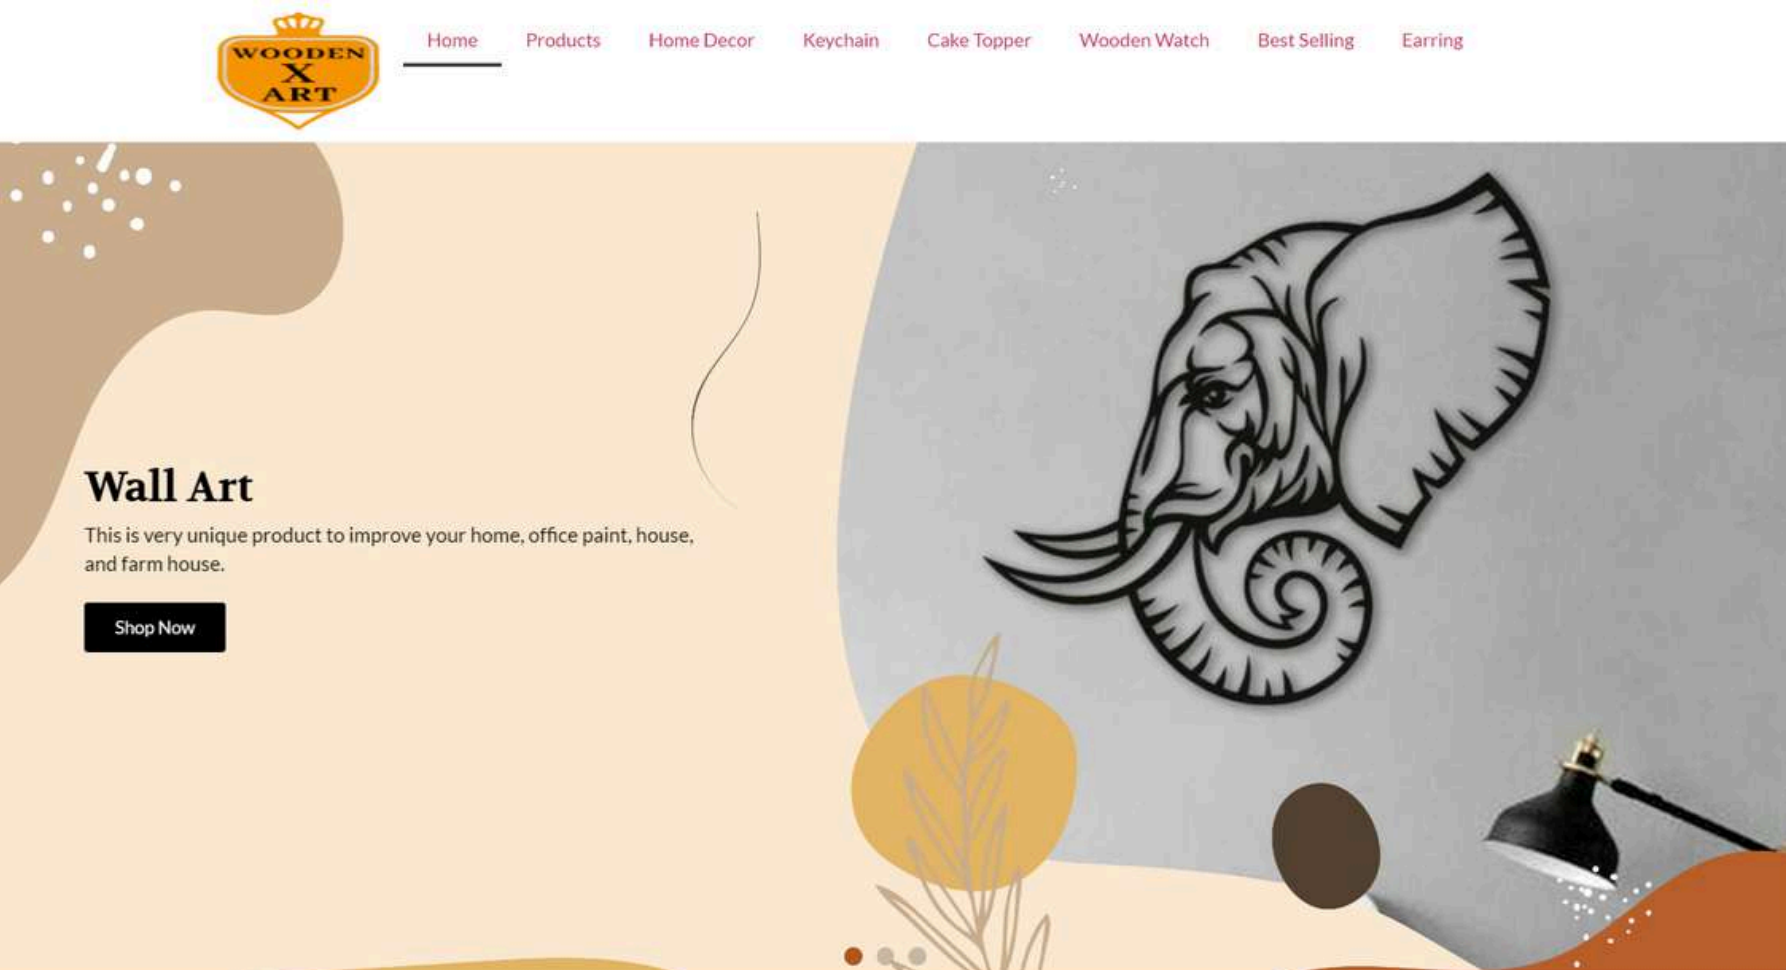 WOODEN
X
ART
Home Products Home Decor Keychain Cake Topper Wooden Watch Best Selling Earring
Wall Art
This is very unique product to improve your home, office paint, house,
and farm house.
Shop Now